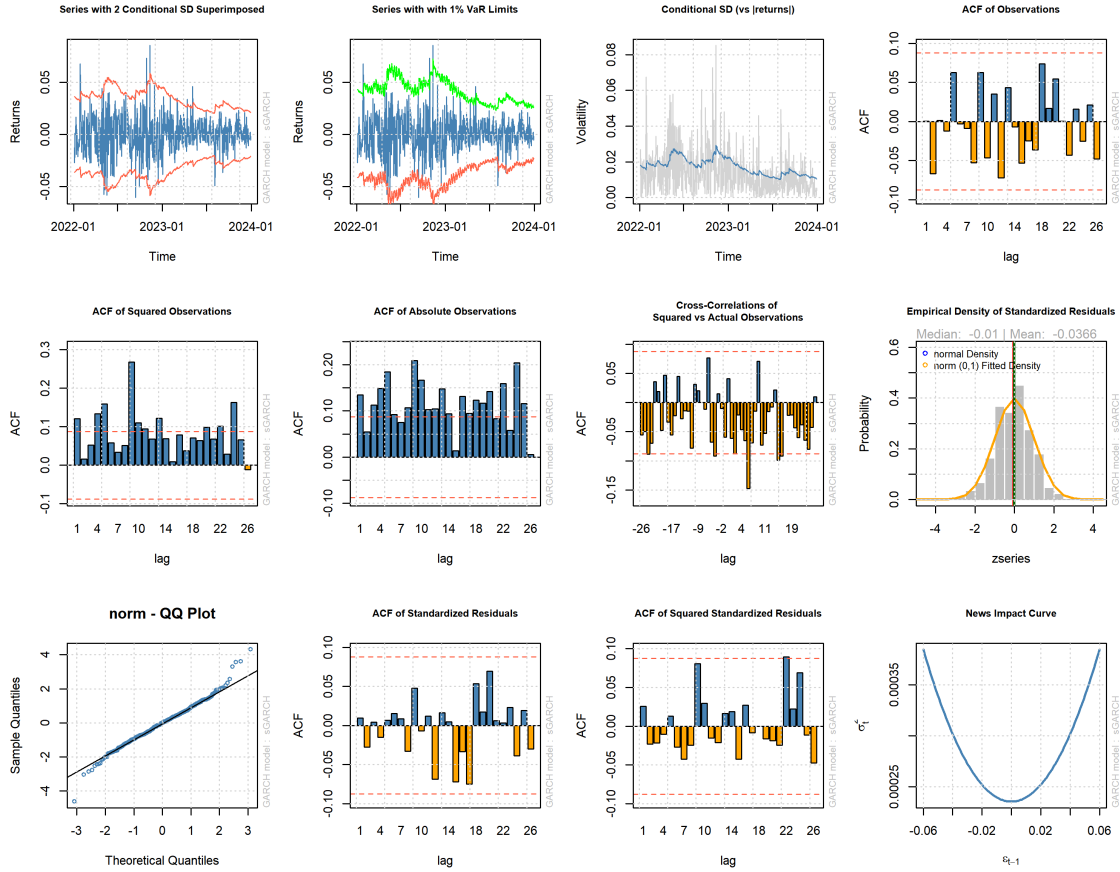 Series with 2 Conditional SD Superimposed
Returns
0.05
0.00
-0.05
2022-01
2023-01
2024-01
Time
GARCH model sGARCH
Series with with 1% VaR Limits
Returns
0.05
0.00
-0.05
2022-01
2023-01
2024-01
Time
GARCH model sGARCH
Conditional SD (vs |returns|)
Volatility
0.08
0.06
0.04
0.02
0.00
2022-01
2023-01
2024-01
Time
GARCH model sGARCH
ACF of Observations
ACF
0.10
0.05
0.00
-0.05
-0.10
1 4 7 10 14 18 22 26
lag
GARCH model sGARCH
ACF of Squared Observations
ACF
0.3
0.2
0.1
0.0
-0.1
1 4 7 10 14 18 22 26
lag
GARCH model sGARCH
ACF of Absolute Observations
ACF
0.20
0.10
0.00
-0.10
1 4 7 10 14 18 22 26
lag
GARCH model sGARCH
Cross-Correlations of
Squared vs Actual Observations
ACF
0.05
-0.05
-0.15
-26 -17 -9 -2 4 11 19
lag
GARCH model sGARCH
Empirical Density of Standardized Residuals
Median: -0.01 | Mean: -0.0366
normal Density
norm (0,1) Fitted Density
Probability
0.6
0.4
0.2
0.0
-4 -2 0 2 4
zseries
GARCH model sGARCH
norm - QQ Plot
Sample Quantiles
4
2
0
-2
-4
-3 -2 -1 0 1 2 3
Theoretical Quantiles
GARCH model sGARCH
ACF of Standardized Residuals
ACF
0.10
0.05
0.00
-0.05
-0.10
1 4 7 10 14 18 22 26
lag
GARCH model sGARCH
ACF of Squared Standardized Residuals
ACF
0.10
0.05
0.00
-0.05
-0.10
1 4 7 10 14 18 22 26
lag
GARCH model sGARCH
News Impact Curve
σ²t
0.00035
0.00025
-0.06 -0.02 0.02 0.06
εt−1
GARCH model sGARCH